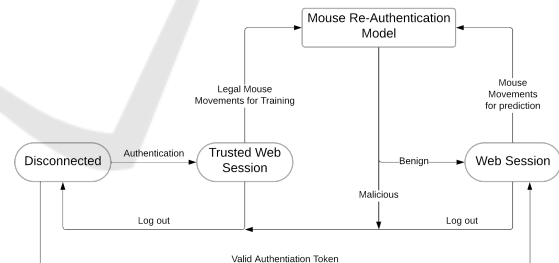 Mouse Re-Authentication
Model
Legal Mouse
Movements for Training
Mouse
Movements
for prediction
Disconnected
Authentication
Trusted Web
Session
Benign
Web Session
Malicious
Log out
Log out
Valid Authentiation Token